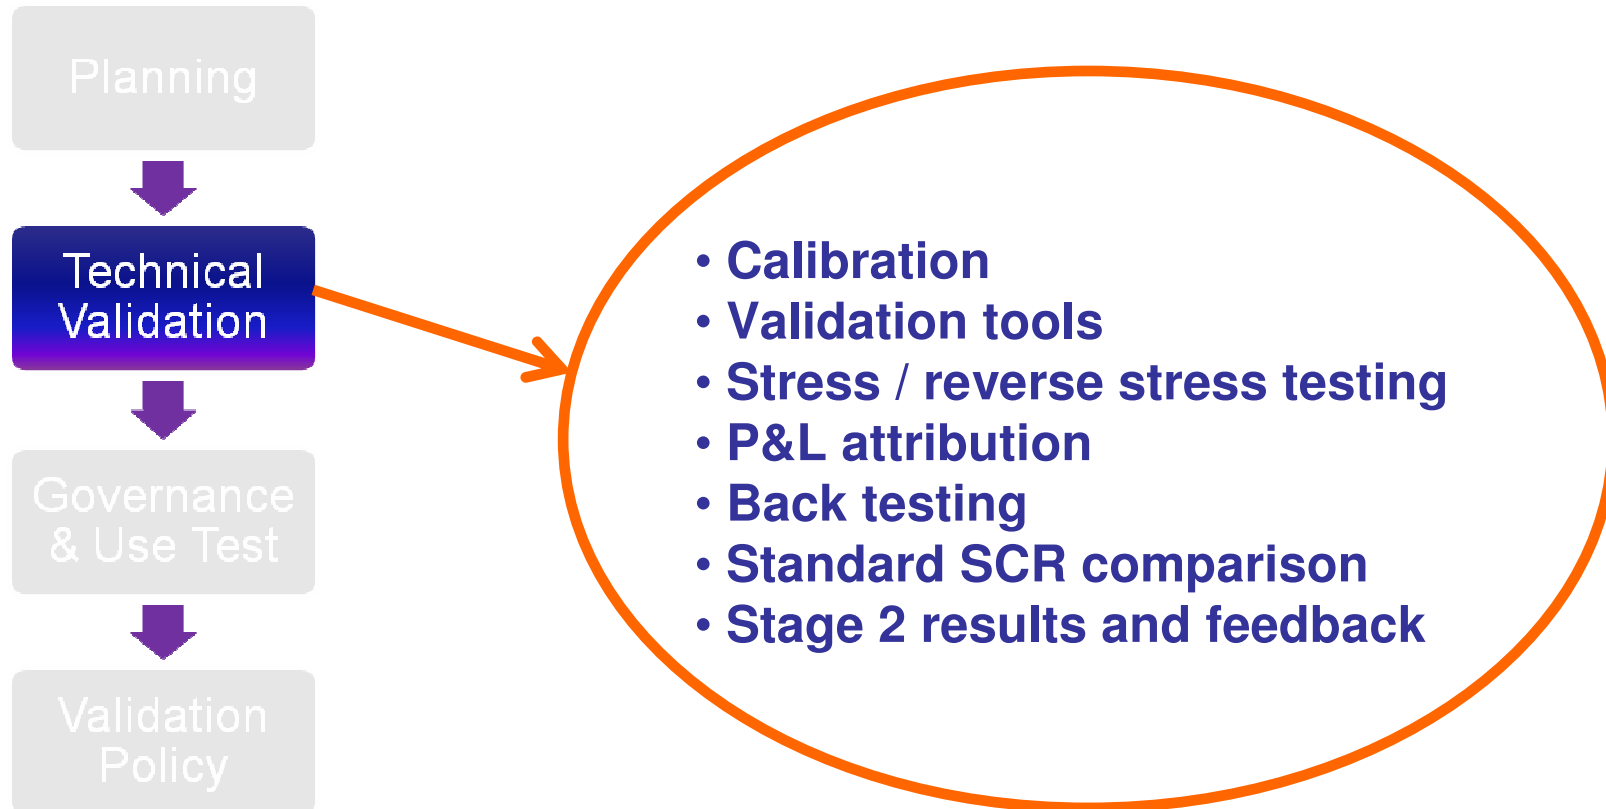 Planning
Technical
Validation
Governance
& Use Test
Validation
Policy
• Calibration
• Validation tools
• Stress / reverse stress testing
• P&L attribution
• Back testing
• Standard SCR comparison
• Stage 2 results and feedback